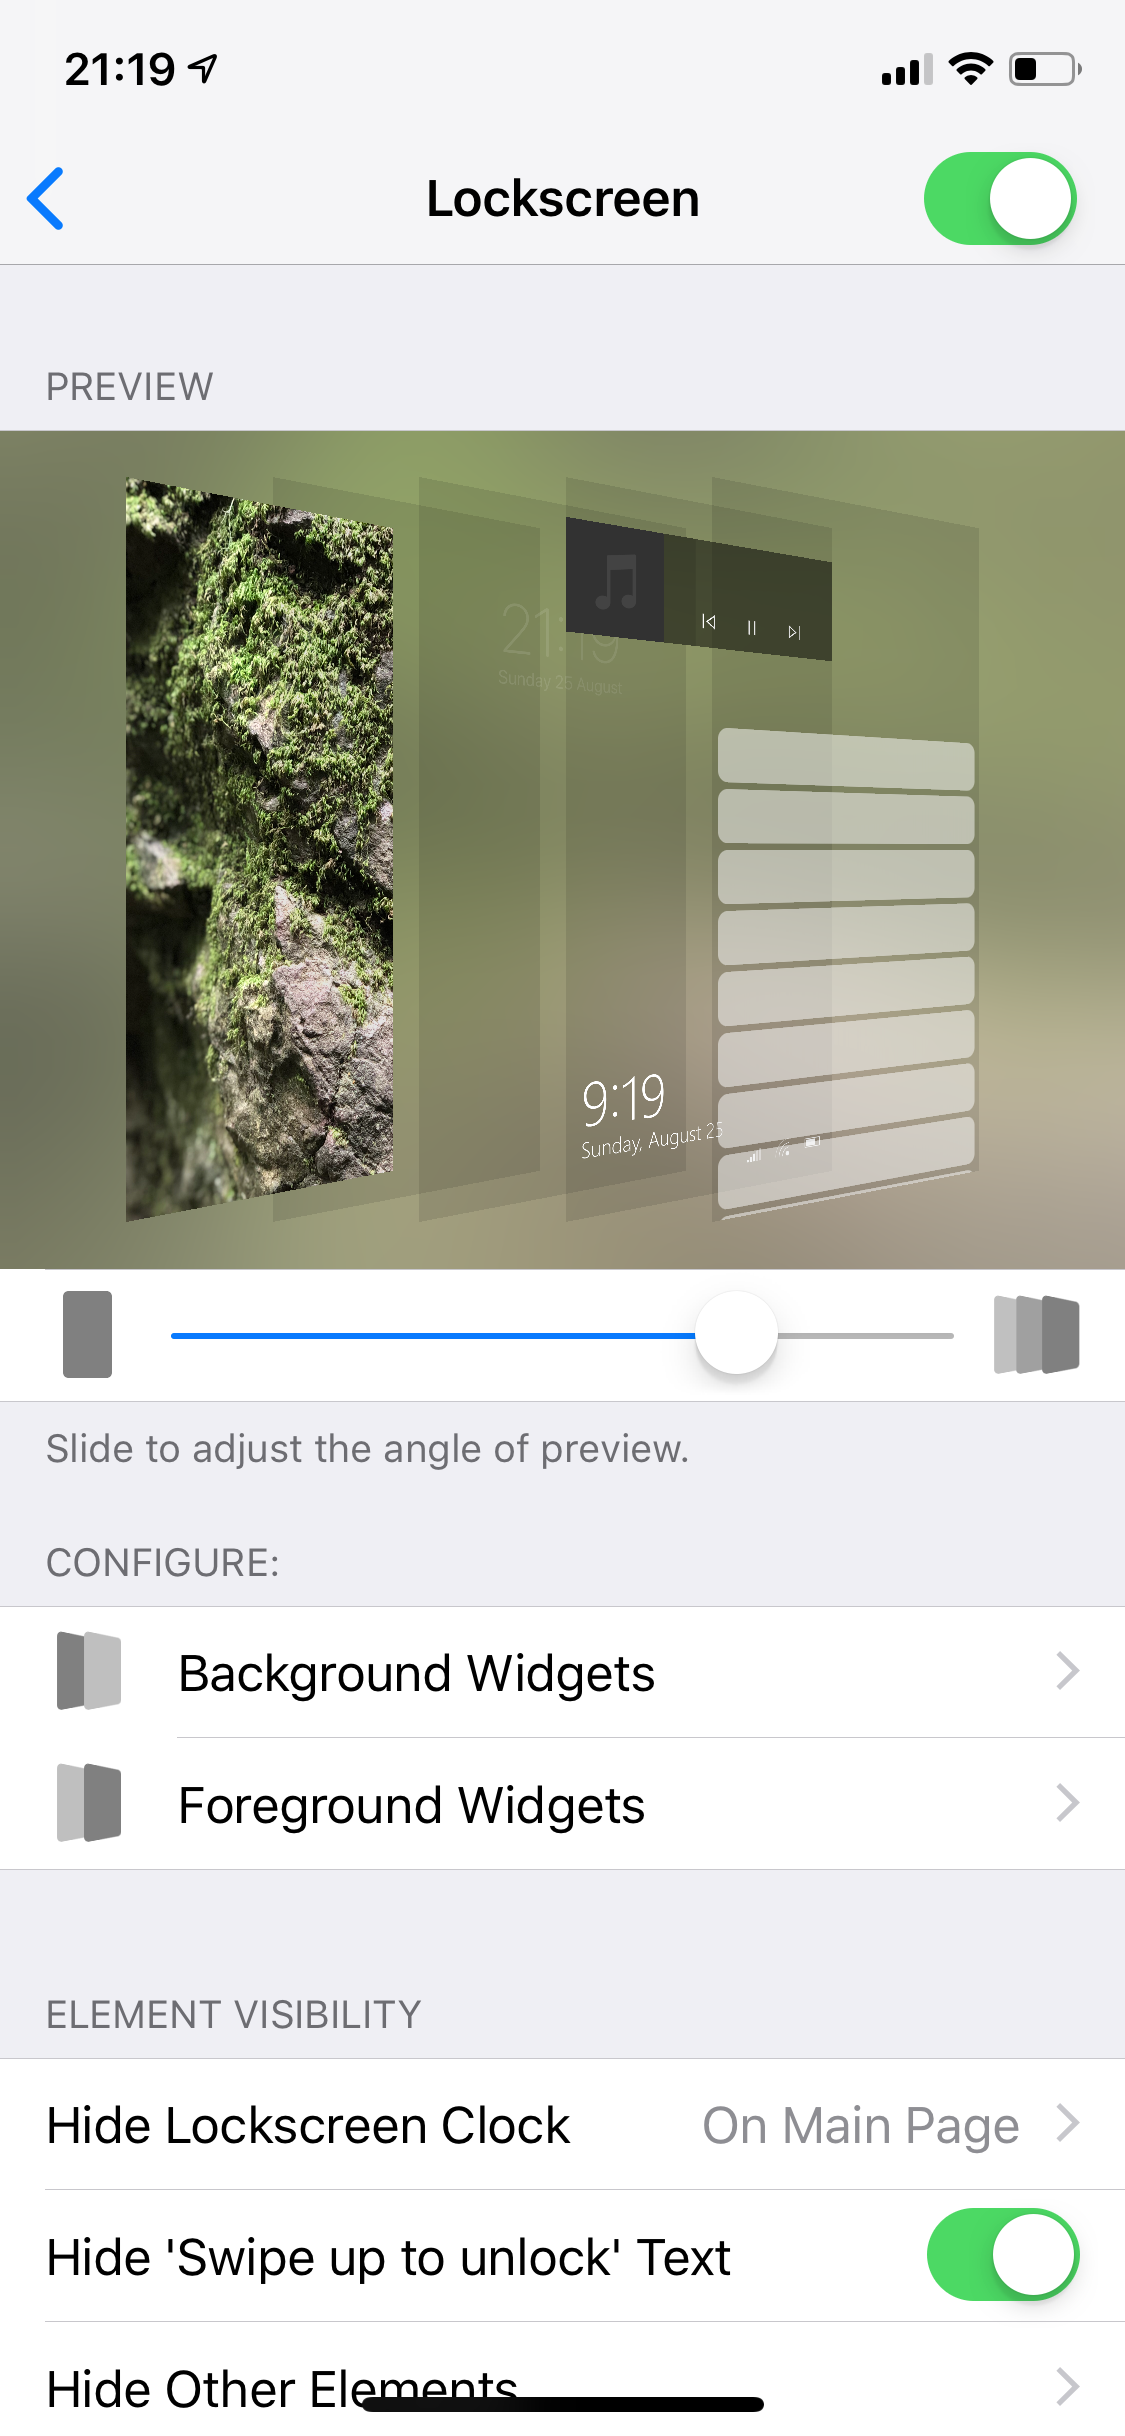 21:19
Lockscreen
PREVIEW
21:19
Sunday 25 August
9:19
Sunday, August 25
Slide to adjust the angle of preview.
CONFIGURE:
Background Widgets
Foreground Widgets
ELEMENT VISIBILITY
Hide Lockscreen Clock On Main Page
Hide 'Swipe up to unlock' Text
Hide Other Elements